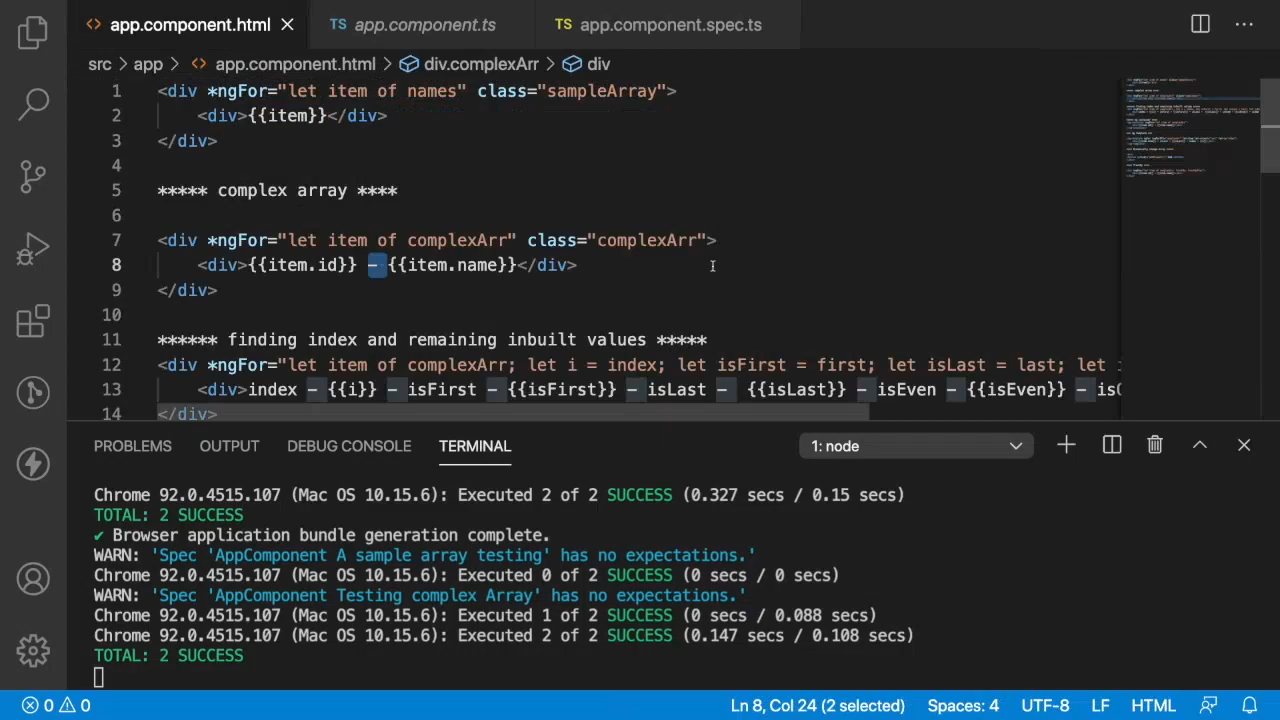 app.component.html
TS app.component.ts
TS app.component.spec.ts
src > app > <> app.component.html > div.complexArr > div
1 <div *ngFor="let item of names" class="sampleArray">
2 <div>{{item}}</div>
3 </div>
4
5 ***** complex array ****
6
7 <div *ngFor="let item of complexArr" class="complexArr">
8 <div>{{item.id}} - {{item.name}}</div>
9 </div>
10
11 ****** finding index and remaining inbuilt values *****
12 <div *ngFor="let item of complexArr; let i = index; let isFirst = first; let isLast = last; let i
13 <div>index - {{i}} - isFirst - {{isFirst}} - isLast - {{isLast}} - isEven - {{isEven}} - isO
14 </div>
PROBLEMS OUTPUT DEBUG CONSOLE TERMINAL 1: node
Chrome 92.0.4515.107 (Mac OS 10.15.6): Executed 2 of 2 SUCCESS (0.327 secs / 0.15 secs)
TOTAL: 2 SUCCESS
✔ Browser application bundle generation complete.
WARN: 'Spec 'AppComponent A sample array testing' has no expectations.'
Chrome 92.0.4515.107 (Mac OS 10.15.6): Executed 0 of 2 SUCCESS (0 secs / 0 secs)
WARN: 'Spec 'AppComponent Testing complex Array' has no expectations.'
Chrome 92.0.4515.107 (Mac OS 10.15.6): Executed 1 of 2 SUCCESS (0 secs / 0.088 secs)
Chrome 92.0.4515.107 (Mac OS 10.15.6): Executed 2 of 2 SUCCESS (0.147 secs / 0.108 secs)
TOTAL: 2 SUCCESS
0 0 Ln 8, Col 24 (2 selected) Spaces: 4 UTF-8 LF HTML